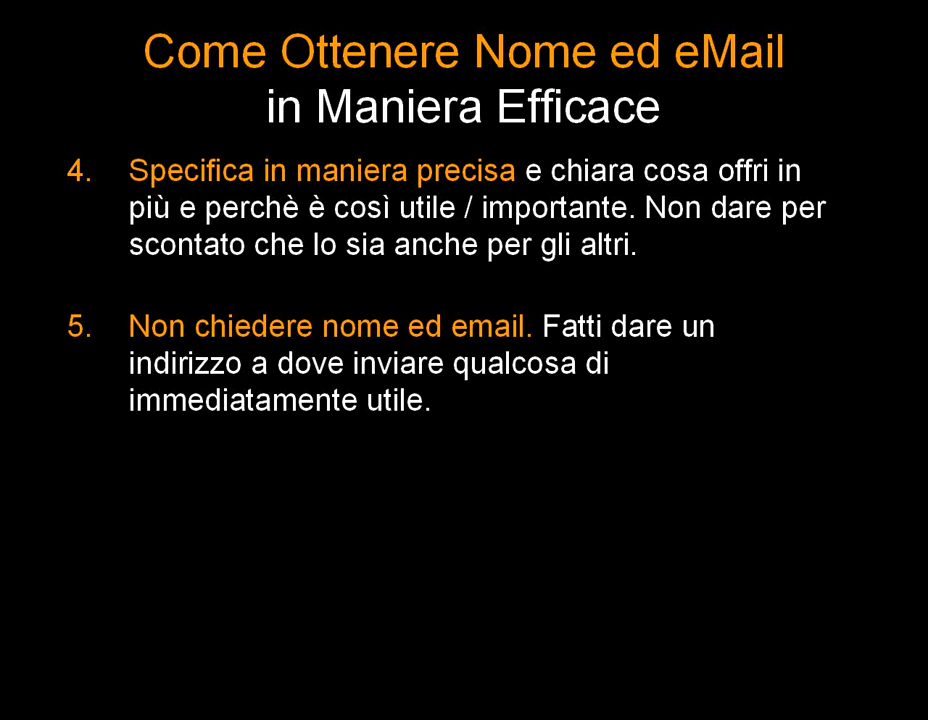 Come Ottenere Nome ed eMail
in Maniera Efficace
4. Specifica in maniera precisa e chiara cosa offri in
più e perchè è così utile / importante. Non dare per
scontato che lo sia anche per gli altri.
5. Non chiedere nome ed email. Fatti dare un
indirizzo a dove inviare qualcosa di
immediatamente utile.